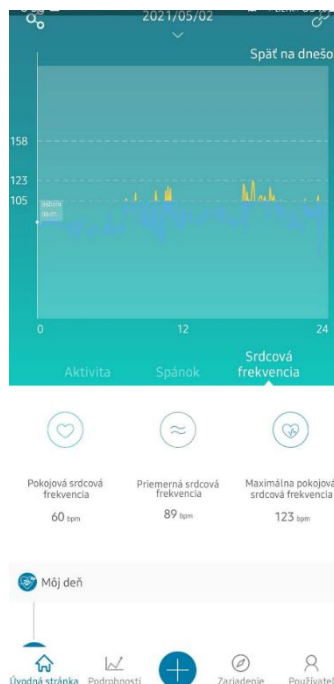 2021/05/02
Späť na dnešo
158
123
105
0
12
24
Aktivita
Spánok
Srdcová
frekvencia
Pokojová srdcová
frekvencia
60 bpm
Priemerná srdcová
frekvencia
89 bpm
Maximálna pokojová
srdcová frekvencia
123 bpm
Môj deň
Úvodná stránka
Podrobnosti
Zariadenie
Používateľ